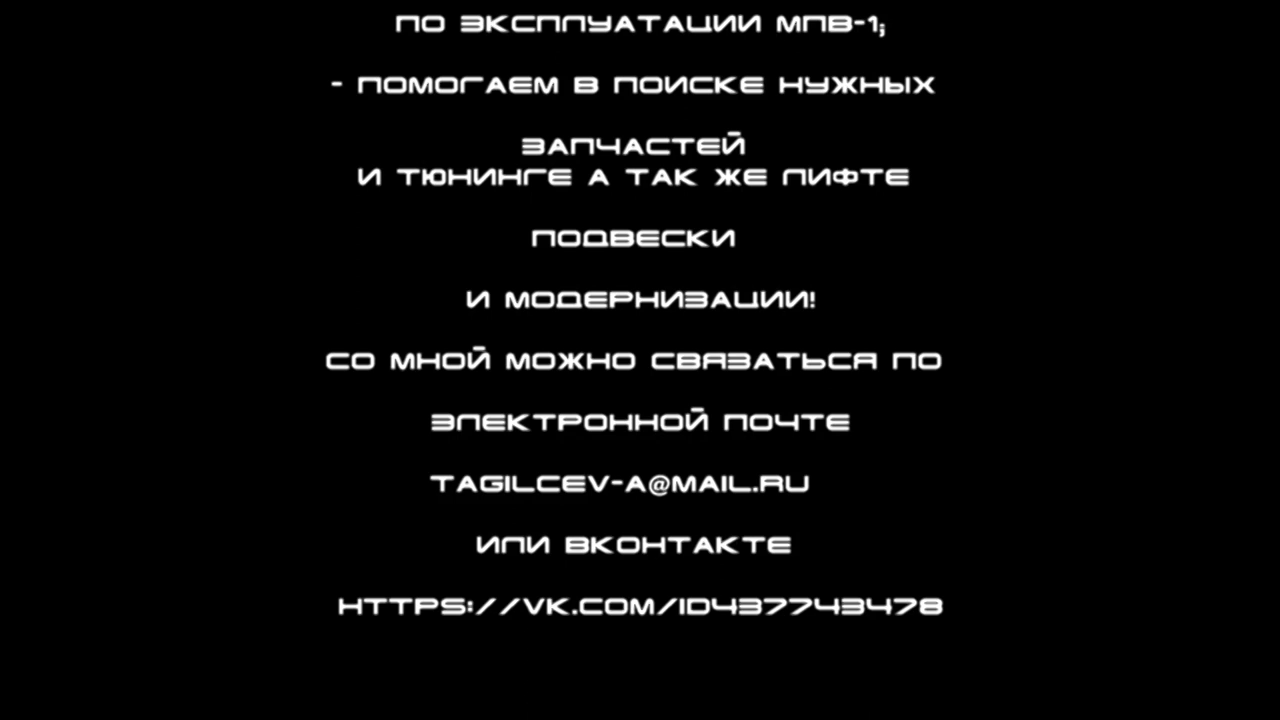 ПО ЭКСПЛУАТАЦИИ МПВ-1;
- ПОМОГАЕМ В ПОИСКЕ НУЖНЫХ
ЗАПЧАСТЕЙ
И ТЮНИНГЕ А ТАК ЖЕ ЛИФТЕ
ПОДВЕСКИ
И МОДЕРНИЗАЦИИ!
СО МНОЙ МОЖНО СВЯЗАТЬСЯ ПО
ЭЛЕКТРОННОЙ ПОЧТЕ
TAGILCEV-A@MAIL.RU
ИЛИ ВКОНТАКТЕ
HTTPS://VK.COM/ID437743478